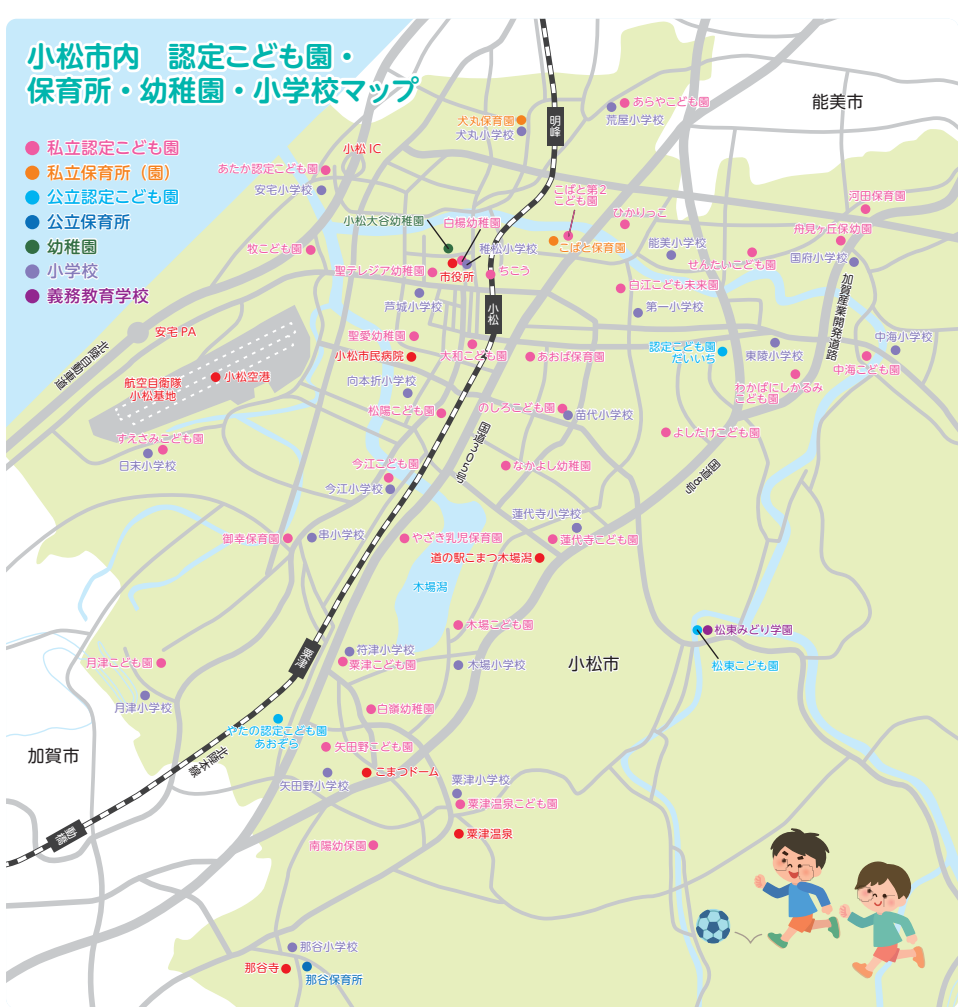 小松市内　認定こども園・
保育所・幼稚園・小学校マップ
私立認定こども園
私立保育所（園）
公立認定こども園
公立保育所
幼稚園
小学校
義務教育学校
能美市
明峰
犬丸保育園
犬丸小学校
あらやこども園
荒屋小学校
小松IC
あたか認定こども園
安宅小学校
こばと第2
こども園
ひかりっこ
河田保育園
小松大谷幼稚園
白楊幼稚園
稚松小学校
こばと保育園
能美小学校
舟見ヶ丘保幼園
国府小学校
せんたいこども園
牧こども園
聖テレジア幼稚園
市役所
ちこう
白江こども未来園
芦城小学校
小松
第一小学校
加賀産業開発道路
安宅PA
北陸自動車道
聖愛幼稚園
小松市民病院
大和こども園
あおば保育園
認定こども園
だいいち
東陵小学校
中海小学校
中海こども園
わかばにしかるみ
こども園
航空自衛隊
小松基地
小松空港
向本折小学校
松陽こども園
のしろこども園
苗代小学校
よしたけこども園
国道305号
国道8号
すえさみこども園
日末小学校
今江こども園
今江小学校
なかよし幼稚園
蓮代寺小学校
蓮代寺こども園
御幸保育園
串小学校
やざき乳児保育園
道の駅こまつ木場潟
木場潟
木場こども園
松東みどり学園
松東こども園
小松市
符津小学校
粟津こども園
木場小学校
粟津
月津こども園
月津小学校
白嶺幼稚園
やたの認定こども園
あおぞら
矢田野こども園
矢田野小学校
こまつドーム
加賀市
北陸本線
動橋
粟津小学校
粟津温泉こども園
粟津温泉
南陽幼保園
那谷小学校
那谷寺
那谷保育所